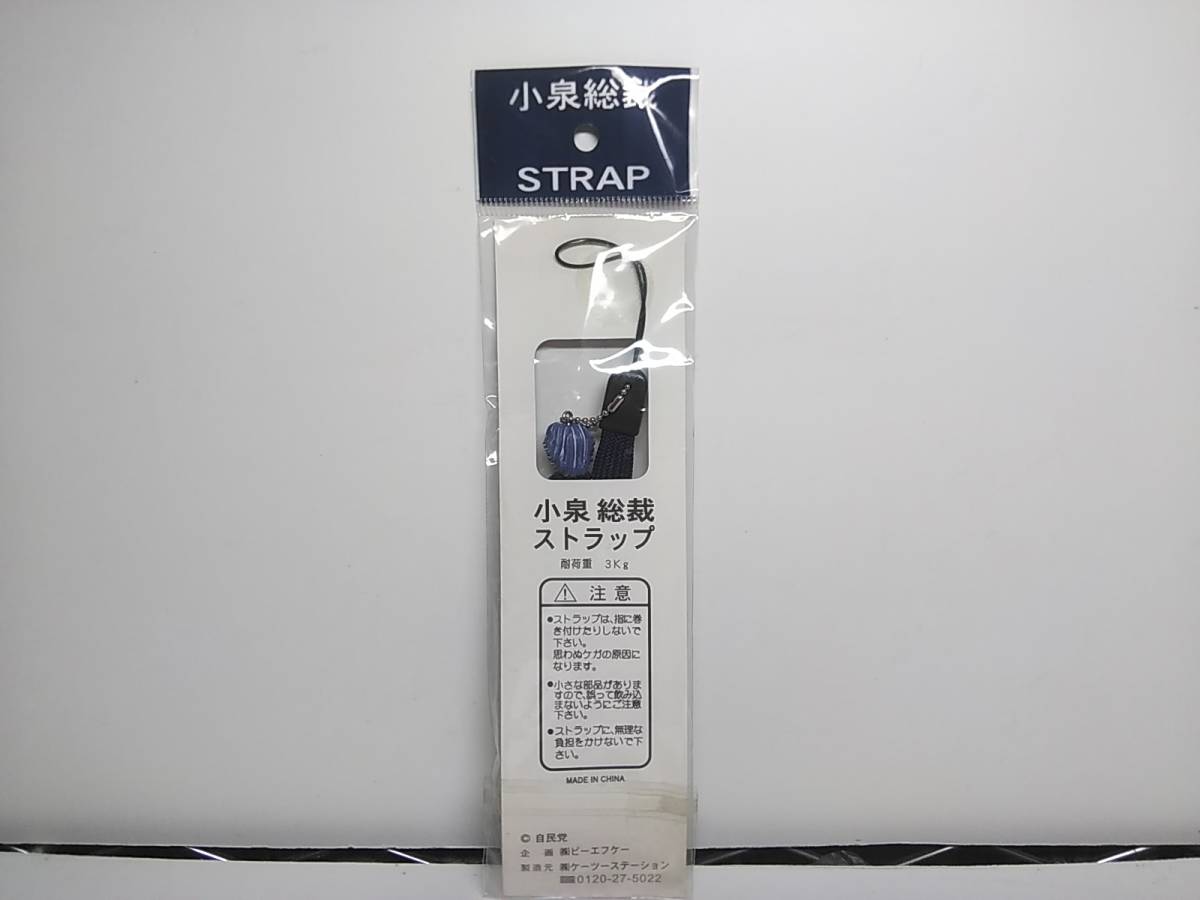 小泉総裁
STRAP
小泉 総裁
ストラップ
耐荷重 3Kg
⚠ 注意
●ストラップは、指に巻
き付けたりしないで
下さい。
思わぬケガの原因に
なります。
●小さな部品がありま
すので、誤って飲み込
まないようにご注意
下さい。
●ストラップに、無理な
負担をかけないで下
さい。
MADE IN CHINA
© 自民党
企 画 ㈱ピーエフケー
製造元 ㈱ケーツーステーション
0120-27-5022